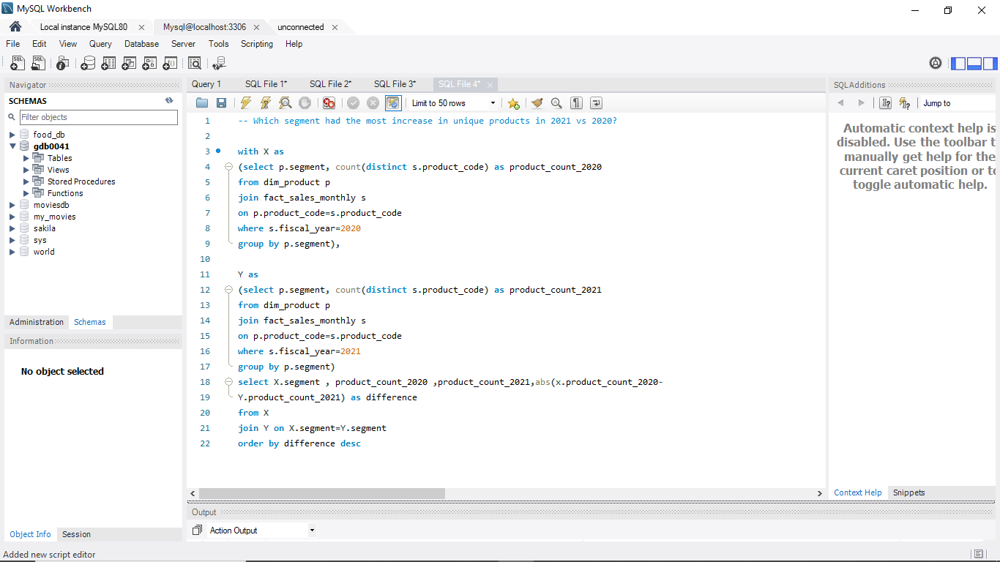 MySQL Workbench
Local instance MySQL80
Mysql@localhost:3306
unconnected
File Edit View Query Database Server Tools Scripting Help
Navigator
SCHEMAS
Filter objects
food_db
gdb0041
Tables
Views
Stored Procedures
Functions
moviesdb
my_movies
sakila
sys
world
Administration Schemas
Information
No object selected
Object Info Session
Query 1 SQL File 1* SQL File 2* SQL File 3* SQL File 4*
Limit to 50 rows
1 -- Which segment had the most increase in unique products in 2021 vs 2020?
2
3 with X as
4 (select p.segment, count(distinct s.product_code) as product_count_2020
5 from dim_product p
6 join fact_sales_monthly s
7 on p.product_code=s.product_code
8 where s.fiscal_year=2020
9 group by p.segment),
10
11 Y as
12 (select p.segment, count(distinct s.product_code) as product_count_2021
13 from dim_product p
14 join fact_sales_monthly s
15 on p.product_code=s.product_code
16 where s.fiscal_year=2021
17 group by p.segment)
18 select X.segment , product_count_2020 ,product_count_2021,abs(x.product_count_2020-
19 Y.product_count_2021) as difference
20 from X
21 join Y on X.segment=Y.segment
22 order by difference desc
Output
Action Output
SQLAdditions
Jump to
Automatic context help is
disabled. Use the toolbar t
manually get help for the
current caret position or to
toggle automatic help.
Context Help Snippets
Added new script editor